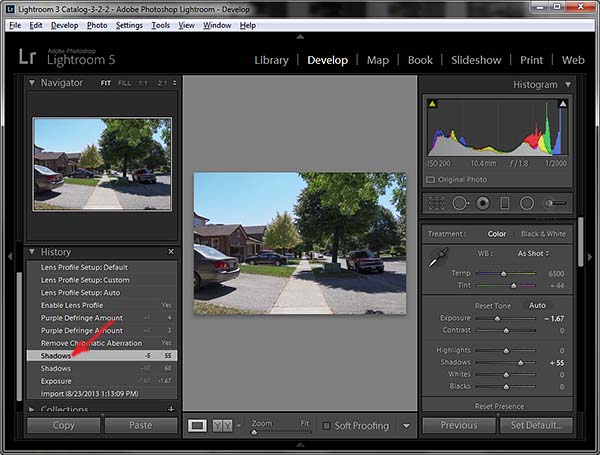 Lightroom 3 Catalog-3-2-2 - Adobe Photoshop Lightroom - Develop
File Edit Develop Photo Settings Tools View Window Help
Lr Adobe Photoshop
Lightroom 5
Library Develop Map Book Slideshow Print Web
Navigator FIT FILL 1:1 2:1
Histogram
ISO 200 10.4 mm ƒ / 1.8 1/2000
Original Photo
Treatment : Color Black & White
WB : As Shot
Temp 6500
Tint + 44
Reset Tone Auto
Exposure − 1.67
Contrast 0
Highlights 0
Shadows + 55
Whites 0
Blacks 0
Reset Presence
Previous Set Default...
History ×
Lens Profile Setup: Default
Lens Profile Setup: Custom
Lens Profile Setup: Auto
Enable Lens Profile Yes
Purple Defringe Amount +1 4
Purple Defringe Amount 3
Remove Chromatic Aberration Yes
Shadows -5 55
Shadows +60 60
Exposure -1.67 -1.67
Import (8/23/2013 1:13:09 PM)
Collections +
Copy Paste
YY Zoom Fit Soft Proofing